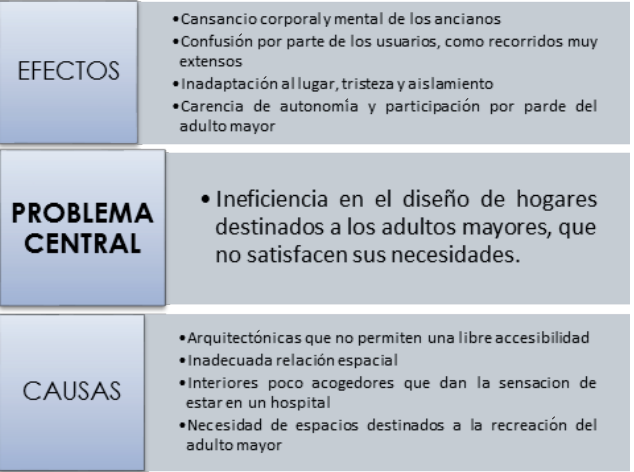 EFECTOS
•Cansancio corporal y mental de los ancianos
•Confusión por parte de los usuarios, como recorridos muy
extensos
•Inadaptación al lugar, tristeza y aislamiento
•Carencia de autonomía y participación por parde del
adulto mayor
PROBLEMA
CENTRAL
•Ineficiencia en el diseño de hogares
destinados a los adultos mayores, que
no satisfacen sus necesidades.
CAUSAS
•Arquitectónicas que no permiten una libre accesibilidad
•Inadecuada relación espacial
•Interiores poco acogedores que dan la sensacion de
estar en un hospital
•Necesidad de espacios destinados a la recreación del
adulto mayor